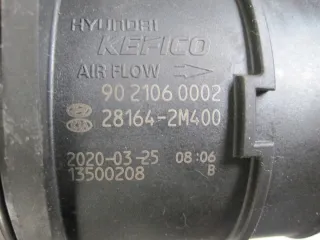 HYUNDAI
KEFICO
AIR FLOW
90 2106 0002
28164-2M400
2020-03-25 08:06
13500208 B